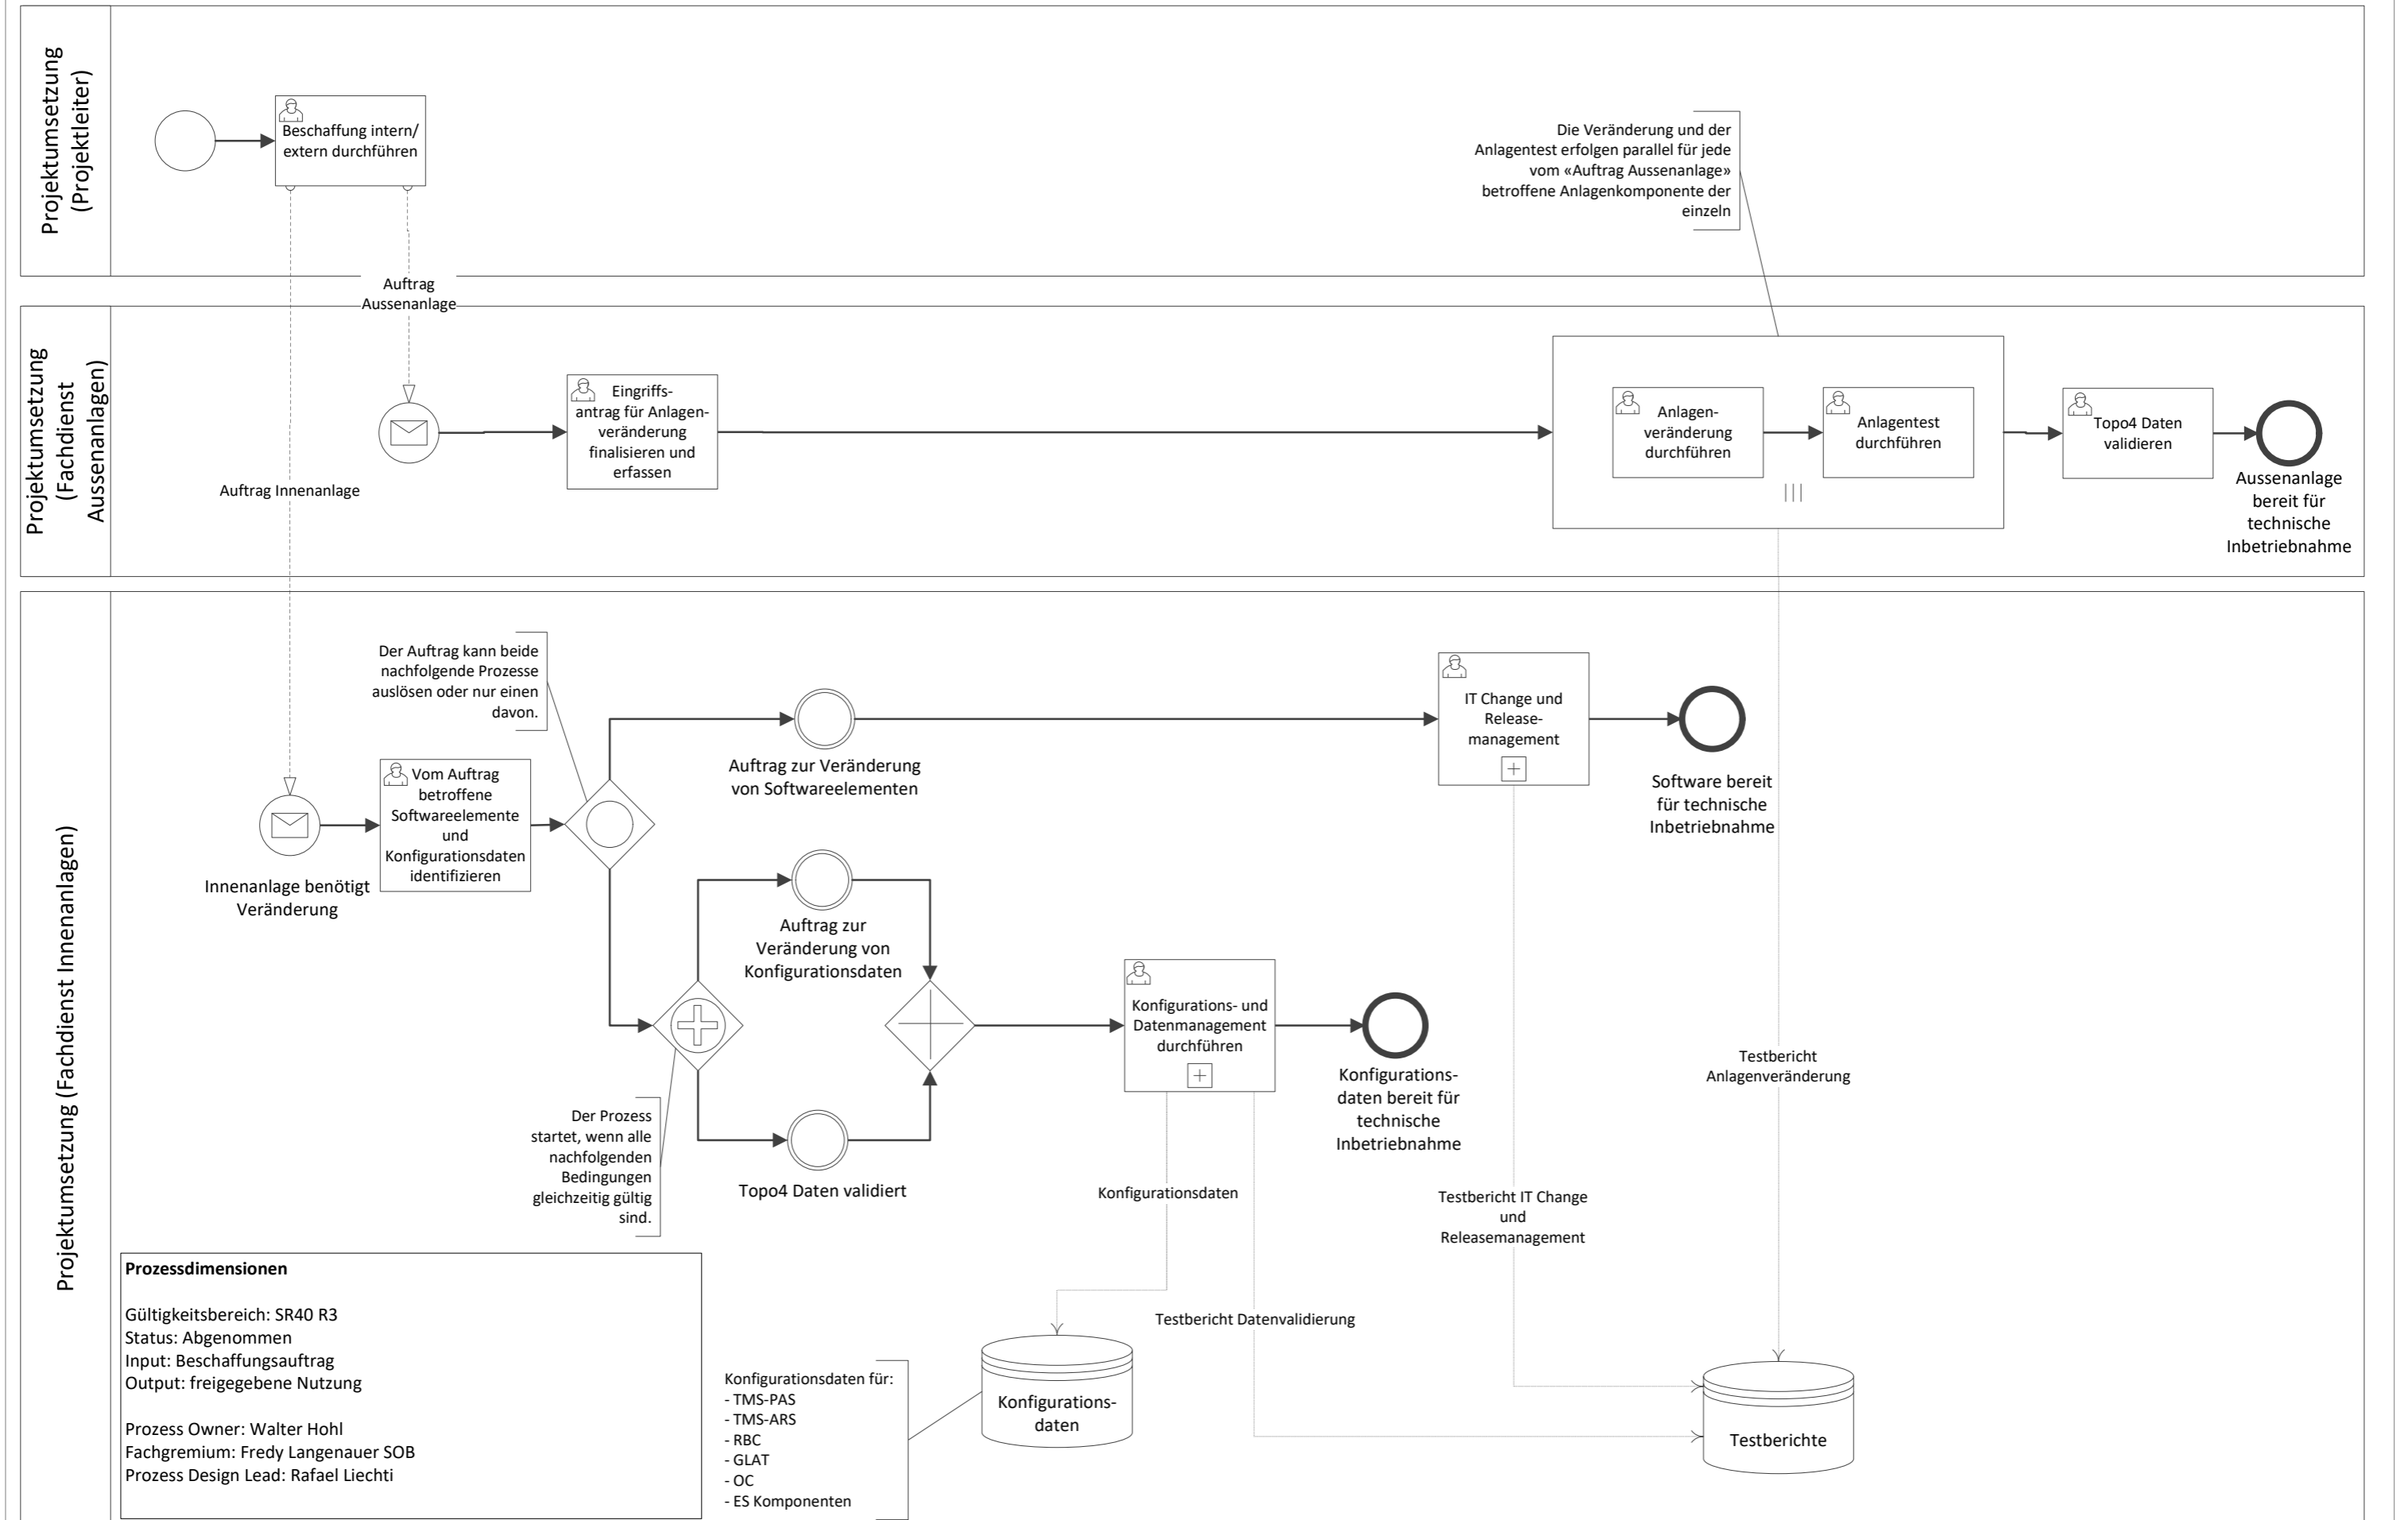 Projektumsetzung
(Projektleiter)
Beschaffung intern/
extern durchführen
Die Veränderung und der
Anlagentest erfolgen parallel für jede
vom «Auftrag Aussenanlage»
betroffene Anlagenkomponente der
einzeln
Auftrag
Aussenanlage
Auftrag Innenanlage
Projektumsetzung
(Fachdienst
Aussenanlagen)
Eingriffs-
antrag für Anlagen-
veränderung
finalisieren und
erfassen
Anlagen-
veränderung
durchführen
Anlagentest
durchführen
Topo4 Daten
validieren
Aussenanlage
bereit für
technische
Inbetriebnahme
Projektumsetzung (Fachdienst Innenanlagen)
Der Auftrag kann beide
nachfolgende Prozesse
auslösen oder nur einen
davon.
Innenanlage benötigt
Veränderung
Vom Auftrag
betroffene
Softwareelemente
und
Konfigurationsdaten
identifizieren
Auftrag zur Veränderung
von Softwareelementen
IT Change und
Release-
management
Software bereit
für technische
Inbetriebnahme
Auftrag zur
Veränderung von
Konfigurationsdaten
Der Prozess
startet, wenn alle
nachfolgenden
Bedingungen
gleichzeitig gültig
sind.
Topo4 Daten validiert
Konfigurations- und
Datenmanagement
durchführen
Konfigurations-
daten bereit für
technische
Inbetriebnahme
Testbericht
Anlagenveränderung
Konfigurationsdaten
Testbericht IT Change
und
Releasemanagement
Testbericht Datenvalidierung
Prozessdimensionen
Gültigkeitsbereich: SR40 R3
Status: Abgenommen
Input: Beschaffungsauftrag
Output: freigegebene Nutzung
Prozess Owner: Walter Hohl
Fachgremium: Fredy Langenauer SOB
Prozess Design Lead: Rafael Liechti
Konfigurationsdaten für:
- TMS-PAS
- TMS-ARS
- RBC
- GLAT
- OC
- ES Komponenten
Konfigurations-
daten
Testberichte